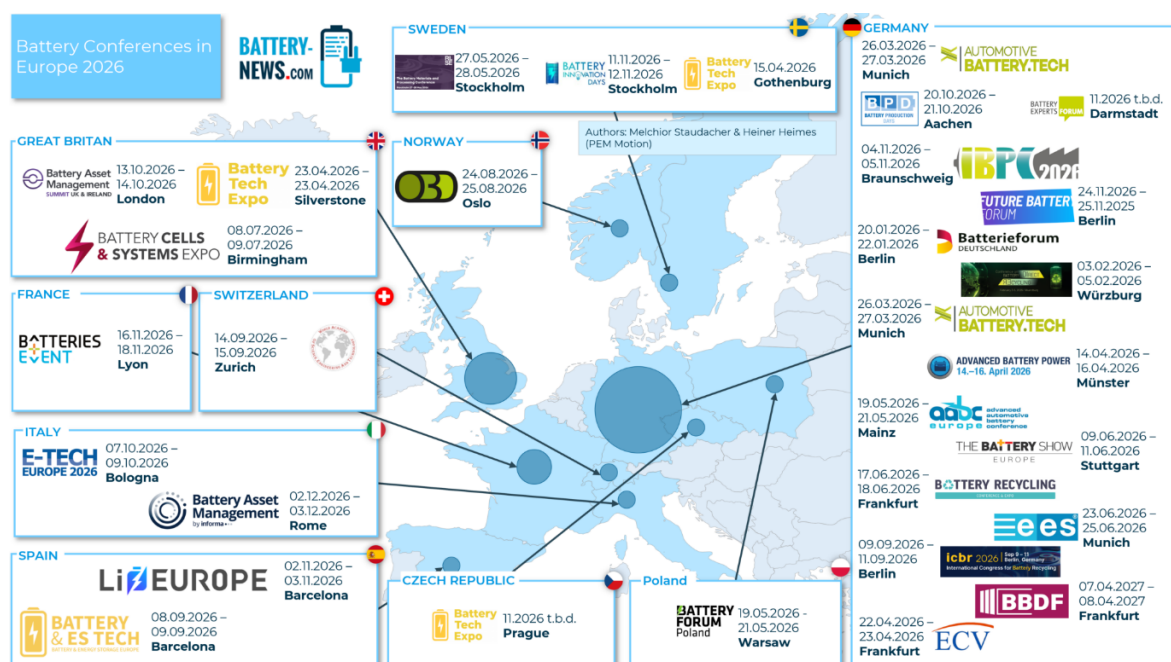 Battery Conferences in
Europe 2026
BATTERY-
NEWS.COM
SWEDEN
27.05.2026 –
28.05.2026
Stockholm
BATTERY
INNOVATION
DAYS
11.11.2026 –
12.11.2026
Stockholm
Battery
Tech
Expo
15.04.2026
Gothenburg
Authors: Melchior Staudacher & Heiner Heimes
(PEM Motion)
GREAT BRITAN
Battery Asset
Management
SUMMIT UK & IRELAND
13.10.2026 –
14.10.2026
London
Battery
Tech
Expo
23.04.2026 –
23.04.2026
Silverstone
BATTERY CELLS
& SYSTEMS EXPO
08.07.2026 –
09.07.2026
Birmingham
NORWAY
24.08.2026 –
25.08.2026
Oslo
FRANCE
BATTERIES
EVENT
16.11.2026 –
18.11.2026
Lyon
SWITZERLAND
14.09.2026 –
15.09.2026
Zurich
ITALY
E-TECH
EUROPE 2026
07.10.2026 –
09.10.2026
Bologna
Battery Asset
Management
by informa
02.12.2026 –
03.12.2026
Rome
SPAIN
Li EUROPE
02.11.2026 –
03.11.2026
Barcelona
BATTERY
& ES TECH
BATTERY & ENERGY STORAGE EUROPE
08.09.2026 –
09.09.2026
Barcelona
CZECH REPUBLIC
Battery
Tech
Expo
11.2026 t.b.d.
Prague
Poland
BATTERY
FORUM
Poland
19.05.2026 -
21.05.2026
Warsaw
GERMANY
26.03.2026 –
27.03.2026
Munich
AUTOMOTIVE
BATTERY.TECH
BPD
BATTERY PRODUCTION
DAYS
20.10.2026 –
21.10.2026
Aachen
BATTERY
EXPERTS
FORUM
11.2026 t.b.d.
Darmstadt
04.11.2026 –
05.11.2026
Braunschweig
IBPC
2026
FUTURE BATTERY
FORUM
24.11.2026 –
25.11.2025
Berlin
20.01.2026 –
22.01.2026
Berlin
Batterieforum
DEUTSCHLAND
03.02.2026 –
05.02.2026
Würzburg
26.03.2026 –
27.03.2026
Munich
AUTOMOTIVE
BATTERY.TECH
ADVANCED BATTERY POWER
14.–16. April 2026
14.04.2026 –
16.04.2026
Münster
19.05.2026 –
21.05.2026
Mainz
aabc
europe
advanced
automotive
battery
conference
THE BATTERY SHOW
EUROPE
09.06.2026 –
11.06.2026
Stuttgart
17.06.2026 –
18.06.2026
Frankfurt
BATTERY RECYCLING
CONFERENCE & EXPO
ees
23.06.2026 –
25.06.2026
Munich
09.09.2026 –
11.09.2026
Berlin
icbr 2026
Sep 9 – 11
Berlin, Germany
International Congress for Battery Recycling
BBDF
07.04.2027 –
08.04.2027
Frankfurt
22.04.2026 –
23.04.2026
Frankfurt
ECV